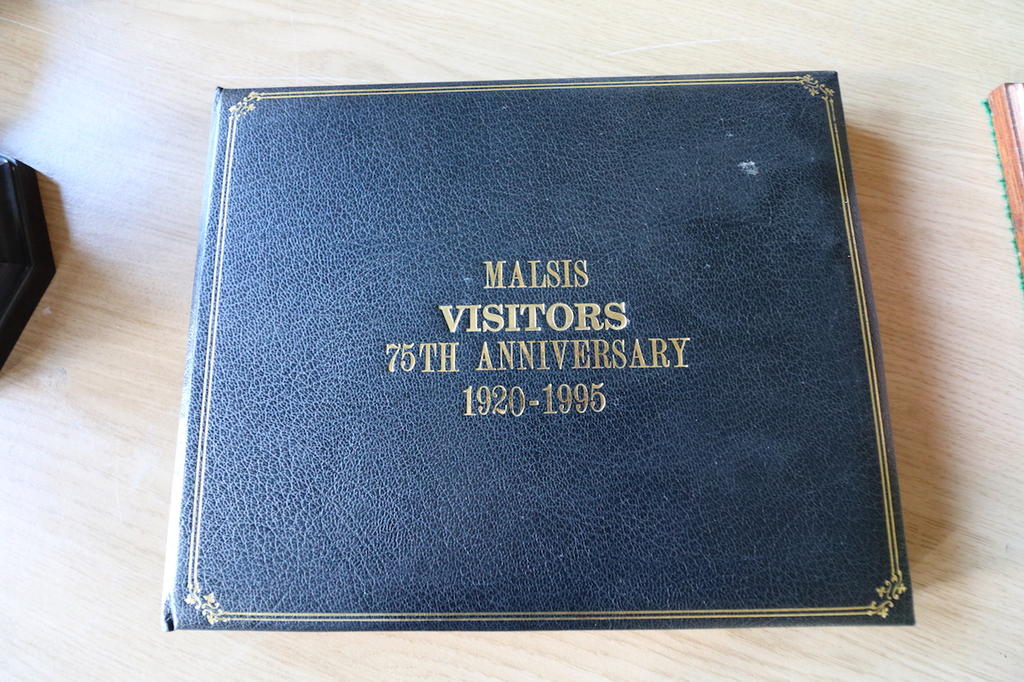 MALSIS
VISITORS
75TH ANNIVERSARY
1920-1995